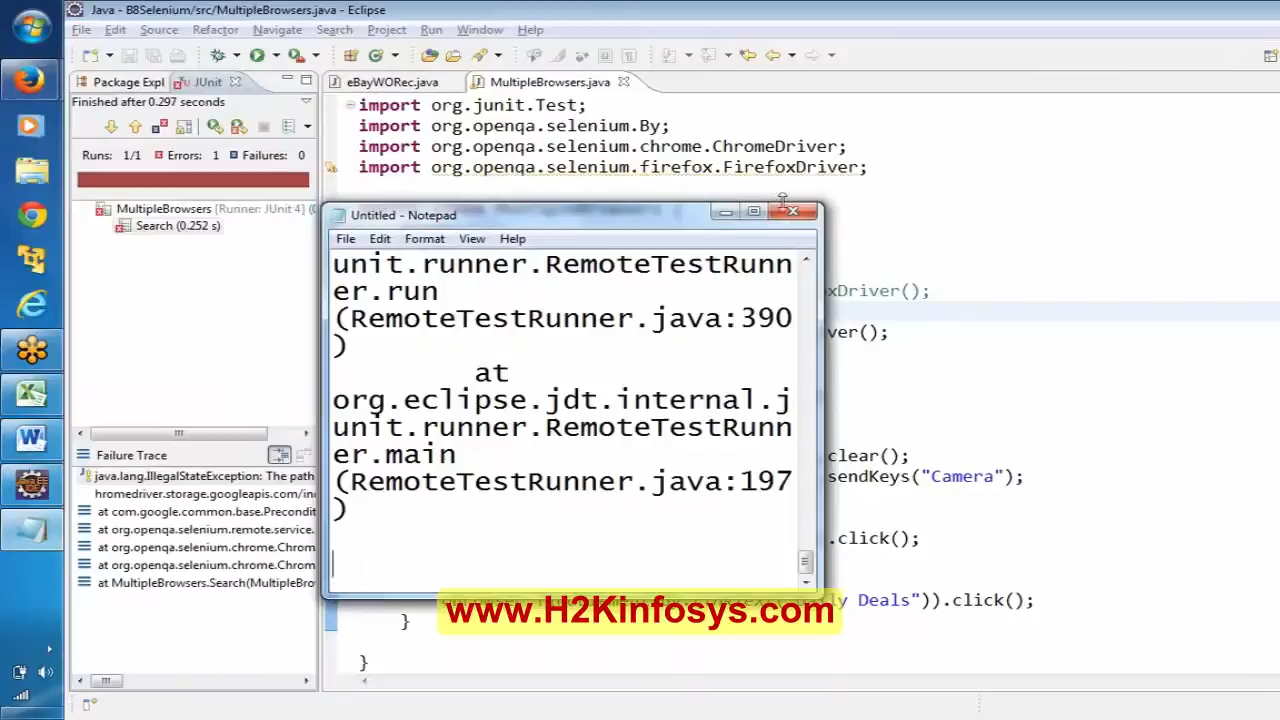 Java - B8Selenium/src/MultipleBrowsers.java - Eclipse
File Edit Source Refactor Navigate Search Project Run Window Help
Package Expl JUnit
eBayWORec.java MultipleBrowsers.java
Finished after 0.297 seconds
Runs: 1/1 Errors: 1 Failures: 0
MultipleBrowsers [Runner: JUnit 4] (
Search (0.252 s)
Failure Trace
java.lang.IllegalStateException: The path
hromedriver.storage.googleapis.com/in
at com.google.common.base.Precondit
at org.openqa.selenium.remote.service.
at org.openqa.selenium.chrome.Chrom
at org.openqa.selenium.chrome.Chrom
at MultipleBrowsers.Search(MultipleBro
import org.junit.Test;
import org.openqa.selenium.By;
import org.openqa.selenium.chrome.ChromeDriver;
import org.openqa.selenium.firefox.FirefoxDriver;
oxDriver();
ver();
clear();
sendKeys("Camera");
.click();
y Deals")).click();
}
}
Untitled - Notepad
File Edit Format View Help
unit.runner.RemoteTestRunn
er.run
(RemoteTestRunner.java:390
)
at
org.eclipse.jdt.internal.j
unit.runner.RemoteTestRunn
er.main
(RemoteTestRunner.java:197
)
www.H2Kinfosys.com